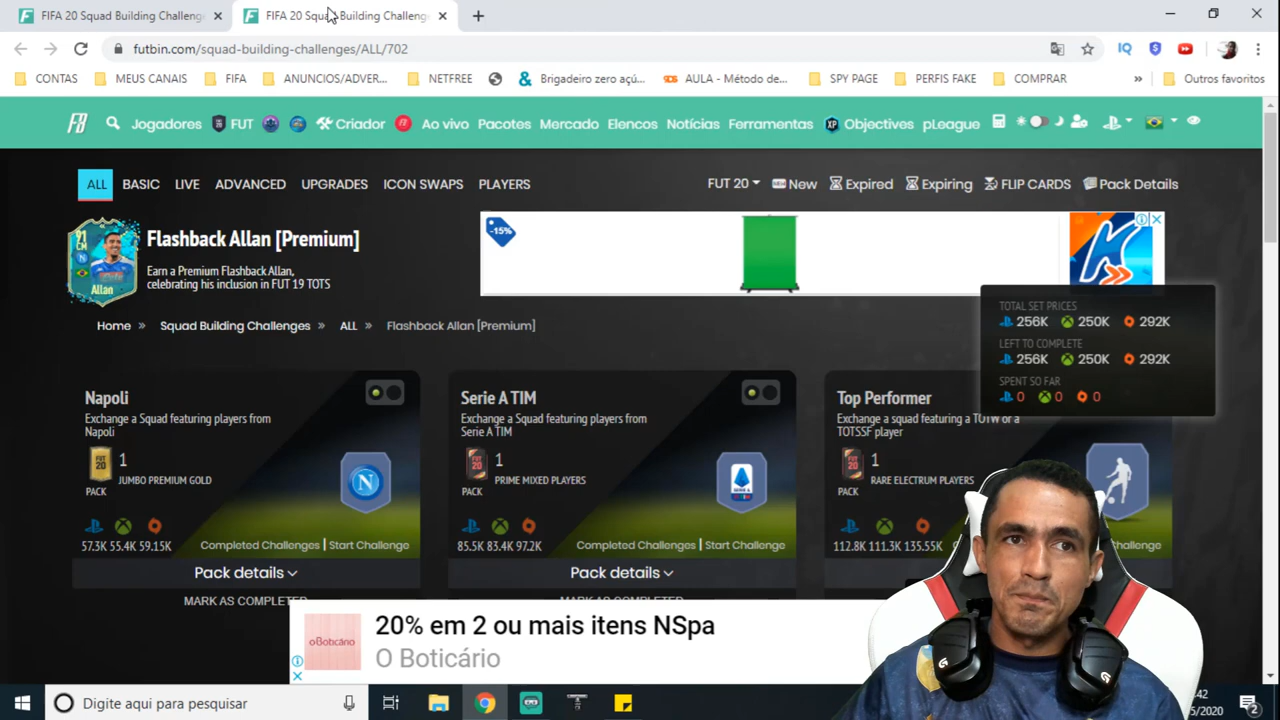 FIFA 20 Squad Building Challenge
FIFA 20 Squad Building Challeng
futbin.com/squad-building-challenges/ALL/702
CONTAS
MEUS CANAIS
FIFA
ANUNCIOS/ADVER...
NETFREE
Brigadeiro zero açú...
AULA - Método de...
SPY PAGE
PERFIS FAKE
COMPRAR
»
Outros favoritos
Jogadores
FUT
Criador
Ao vivo
Pacotes
Mercado
Elencos
Notícias
Ferramentas
XP
Objectives
pLeague
ALL
BASIC
LIVE
ADVANCED
UPGRADES
ICON SWAPS
PLAYERS
FUT 20
New
Expired
Expiring
FLIP CARDS
Pack Details
91
CM
Allan
Flashback Allan [Premium]
Earn a Premium Flashback Allan,
celebrating his inclusion in FUT 19 TOTS
-15%
Home » Squad Building Challenges » ALL » Flashback Allan [Premium]
TOTAL SET PRICES
256K 250K 292K
LEFT TO COMPLETE
256K 250K 292K
SPENT SO FAR
0 0 0
Napoli
Exchange a Squad featuring players from
Napoli
1
JUMBO PREMIUM GOLD
PACK
57.3K 55.4K 59.15K
Completed Challenges | Start Challenge
Pack details
MARK AS COMPLETED
Serie A TIM
Exchange a Squad featuring players from
Serie A TIM
1
PRIME MIXED PLAYERS
PACK
85.5K 83.4K 97.2K
Completed Challenges | Start Challenge
Pack details
Top Performer
Exchange a squad featuring a TOTW or a
TOTSSF player
1
RARE ELECTRUM PLAYERS
PACK
112.8K 111.3K 135.55K
20% em 2 ou mais itens NSpa
oBoticário
O Boticário
Digite aqui para pesquisar